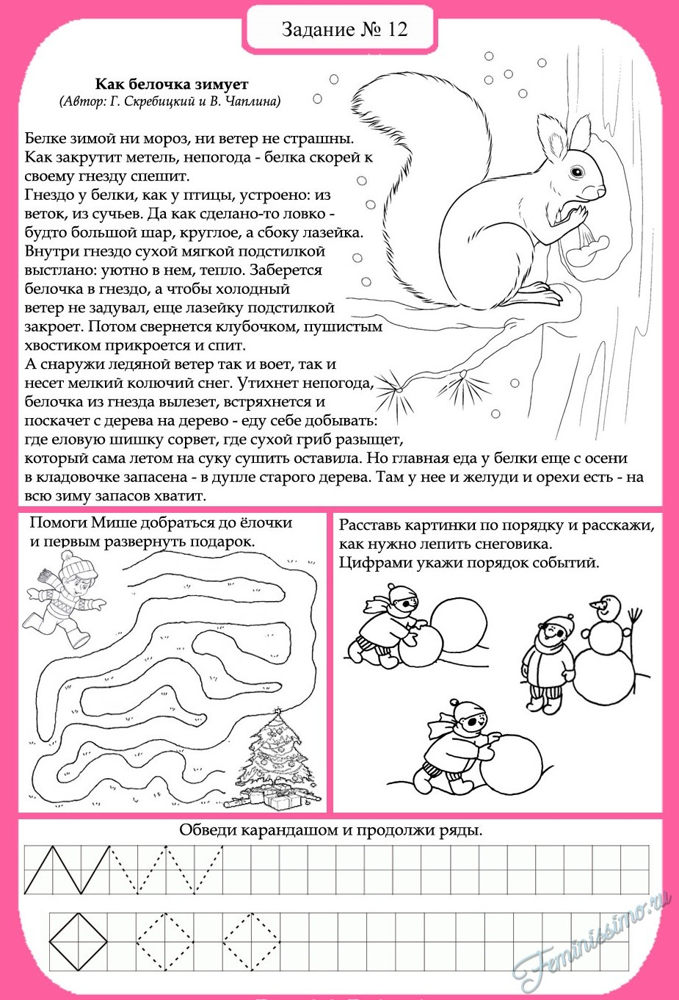 Задание № 12
Как белочка зимует
(Автор: Г. Скребицкий и В. Чаплина)
Белке зимой ни мороз, ни ветер не страшны.
Как закрутит метель, непогода - белка скорей к
своему гнезду спешит.
Гнездо у белки, как у птицы, устроено: из
веток, из сучьев. Да как сделано-то ловко -
будто большой шар, круглое, а сбоку лазейка.
Внутри гнездо сухой мягкой подстилкой
выстлано: уютно в нем, тепло. Заберется
белочка в гнездо, а чтобы холодный
ветер не задувал, еще лазейку подстилкой
закроет. Потом свернется клубочком, пушистым
хвостиком прикроется и спит.
А снаружи ледяной ветер так и воет, так и
несет мелкий колючий снег. Утихнет непогода,
белочка из гнезда вылезет, встряхнется и
поскачет с дерева на дерево - еду себе добывать:
где еловую шишку сорвет, где сухой гриб разыщет,
который сама летом на суку сушить оставила. Но главная еда у белки еще с осени
в кладовочке запасена - в дупле старого дерева. Там у нее и желуди и орехи есть - на
всю зиму запасов хватит.
Помоги Мише добраться до ёлочки
и первым развернуть подарок.
Расставь картинки по порядку и расскажи,
как нужно лепить снеговика.
Цифрами укажи порядок событий.
Обведи карандашом и продолжи ряды.
Feminissimo.ru